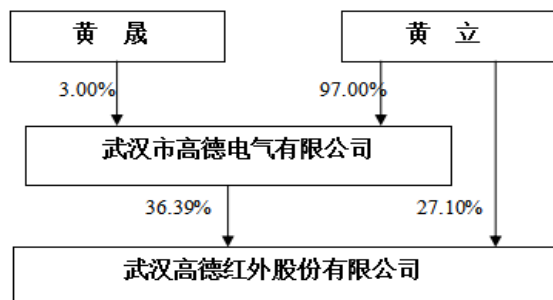 黄 晟
黄 立
3.00%
97.00%
武汉市高德电气有限公司
36.39%
27.10%
武汉高德红外股份有限公司